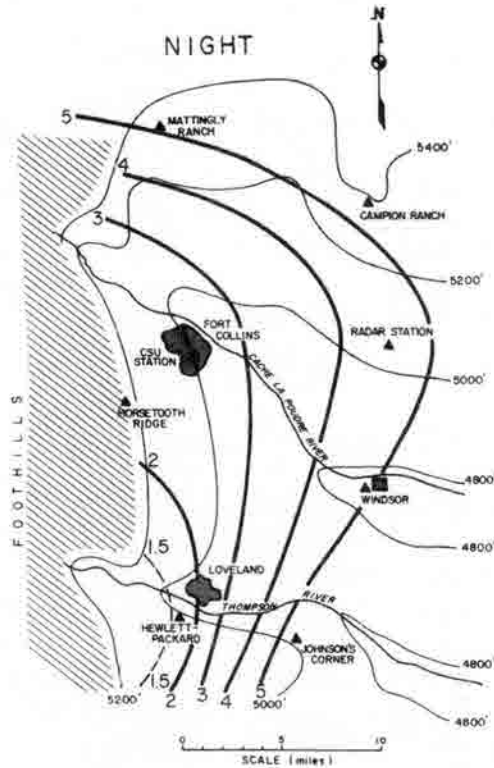 NIGHT
N
5
MATTINGLY
RANCH
5400'
4
CAMPION RANCH
3
5200'
FORT
COLLINS
RADAR STATION
CSU
STATION
5000'
CACHE LA POUDRE RIVER
HORSETOOTH
RIDGE
FOOTHILLS
2
4800'
WINDSOR
1.5
4800'
LOVELAND
THOMPSON RIVER
HEWLETT-
PACKARD
JOHNSON'S
CORNER
4800'
1.5
5200'
2
3
4
5
5000'
4600'
0 5 10
SCALE (miles)